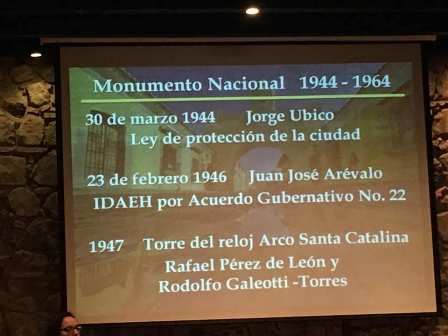 Monumento Nacional 1944 - 1964
30 de marzo 1944 Jorge Ubico
Ley de protección de la ciudad
23 de febrero 1946 Juan José Arévalo
IDAEH por Acuerdo Gubernativo No. 22
1947 Torre del reloj Arco Santa Catalina
Rafael Pérez de León y
Rodolfo Galeotti -Torres